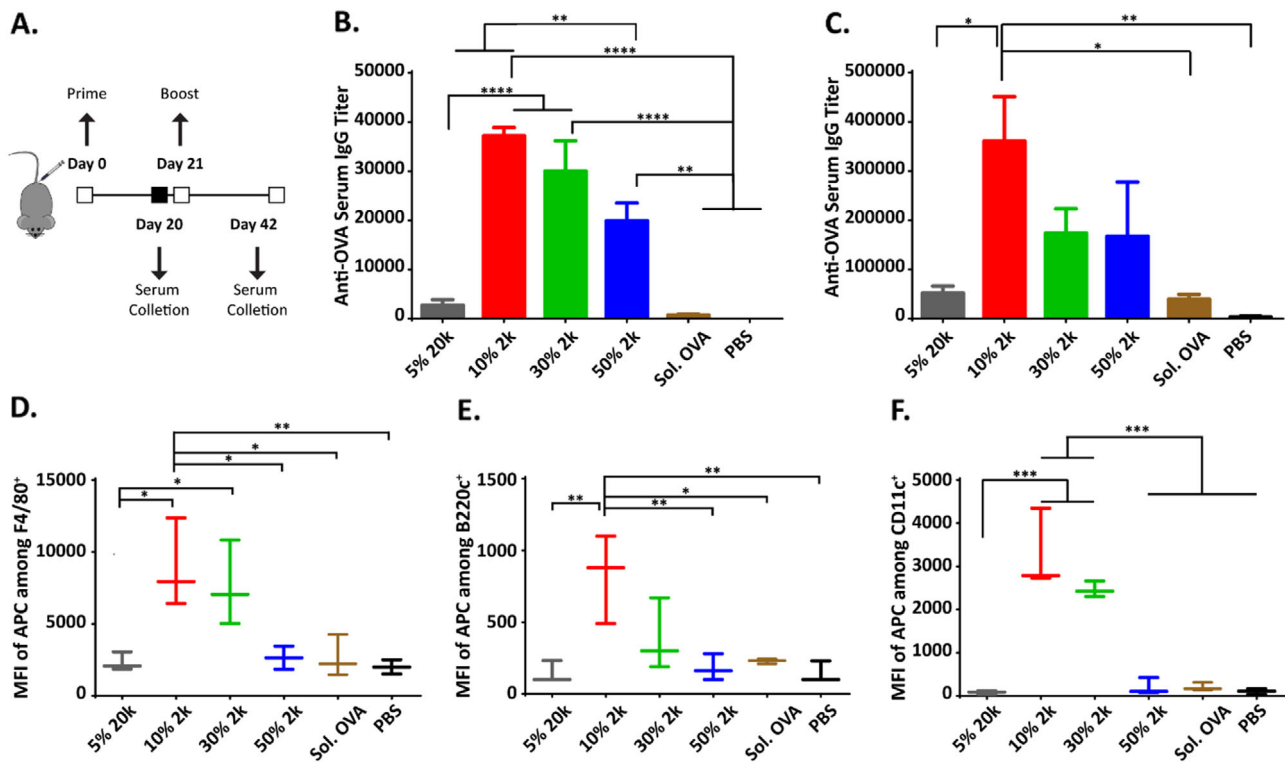 A.
Prime
Boost
Day 0
Day 21
Day 20
Day 42
Serum
Colletion
Serum
Colletion
B.
**
****
****
****
**
Anti-OVA Serum IgG Titer
50000
40000
30000
20000
10000
0
5% 20k
10% 2k
30% 2k
50% 2k
Sol. OVA
PBS
C.
*
**
*
Anti-OVA Serum IgG Titer
500000
400000
300000
200000
100000
0
5% 20k
10% 2k
30% 2k
50% 2k
Sol. OVA
PBS
D.
**
*
*
*
*
MFI of APC among F4/80⁺
15000
10000
5000
0
5% 20k
10% 2k
30% 2k
50% 2k
Sol. OVA
PBS
E.
**
*
**
**
MFI of APC among B220c⁺
1500
1000
500
0
5% 20k
10% 2k
30% 2k
50% 2k
Sol. OVA
PBS
F.
***
***
MFI of APC among CD11c⁺
5000
4000
3000
2000
1000
0
5% 20k
10% 2k
30% 2k
50% 2k
Sol. OVA
PBS